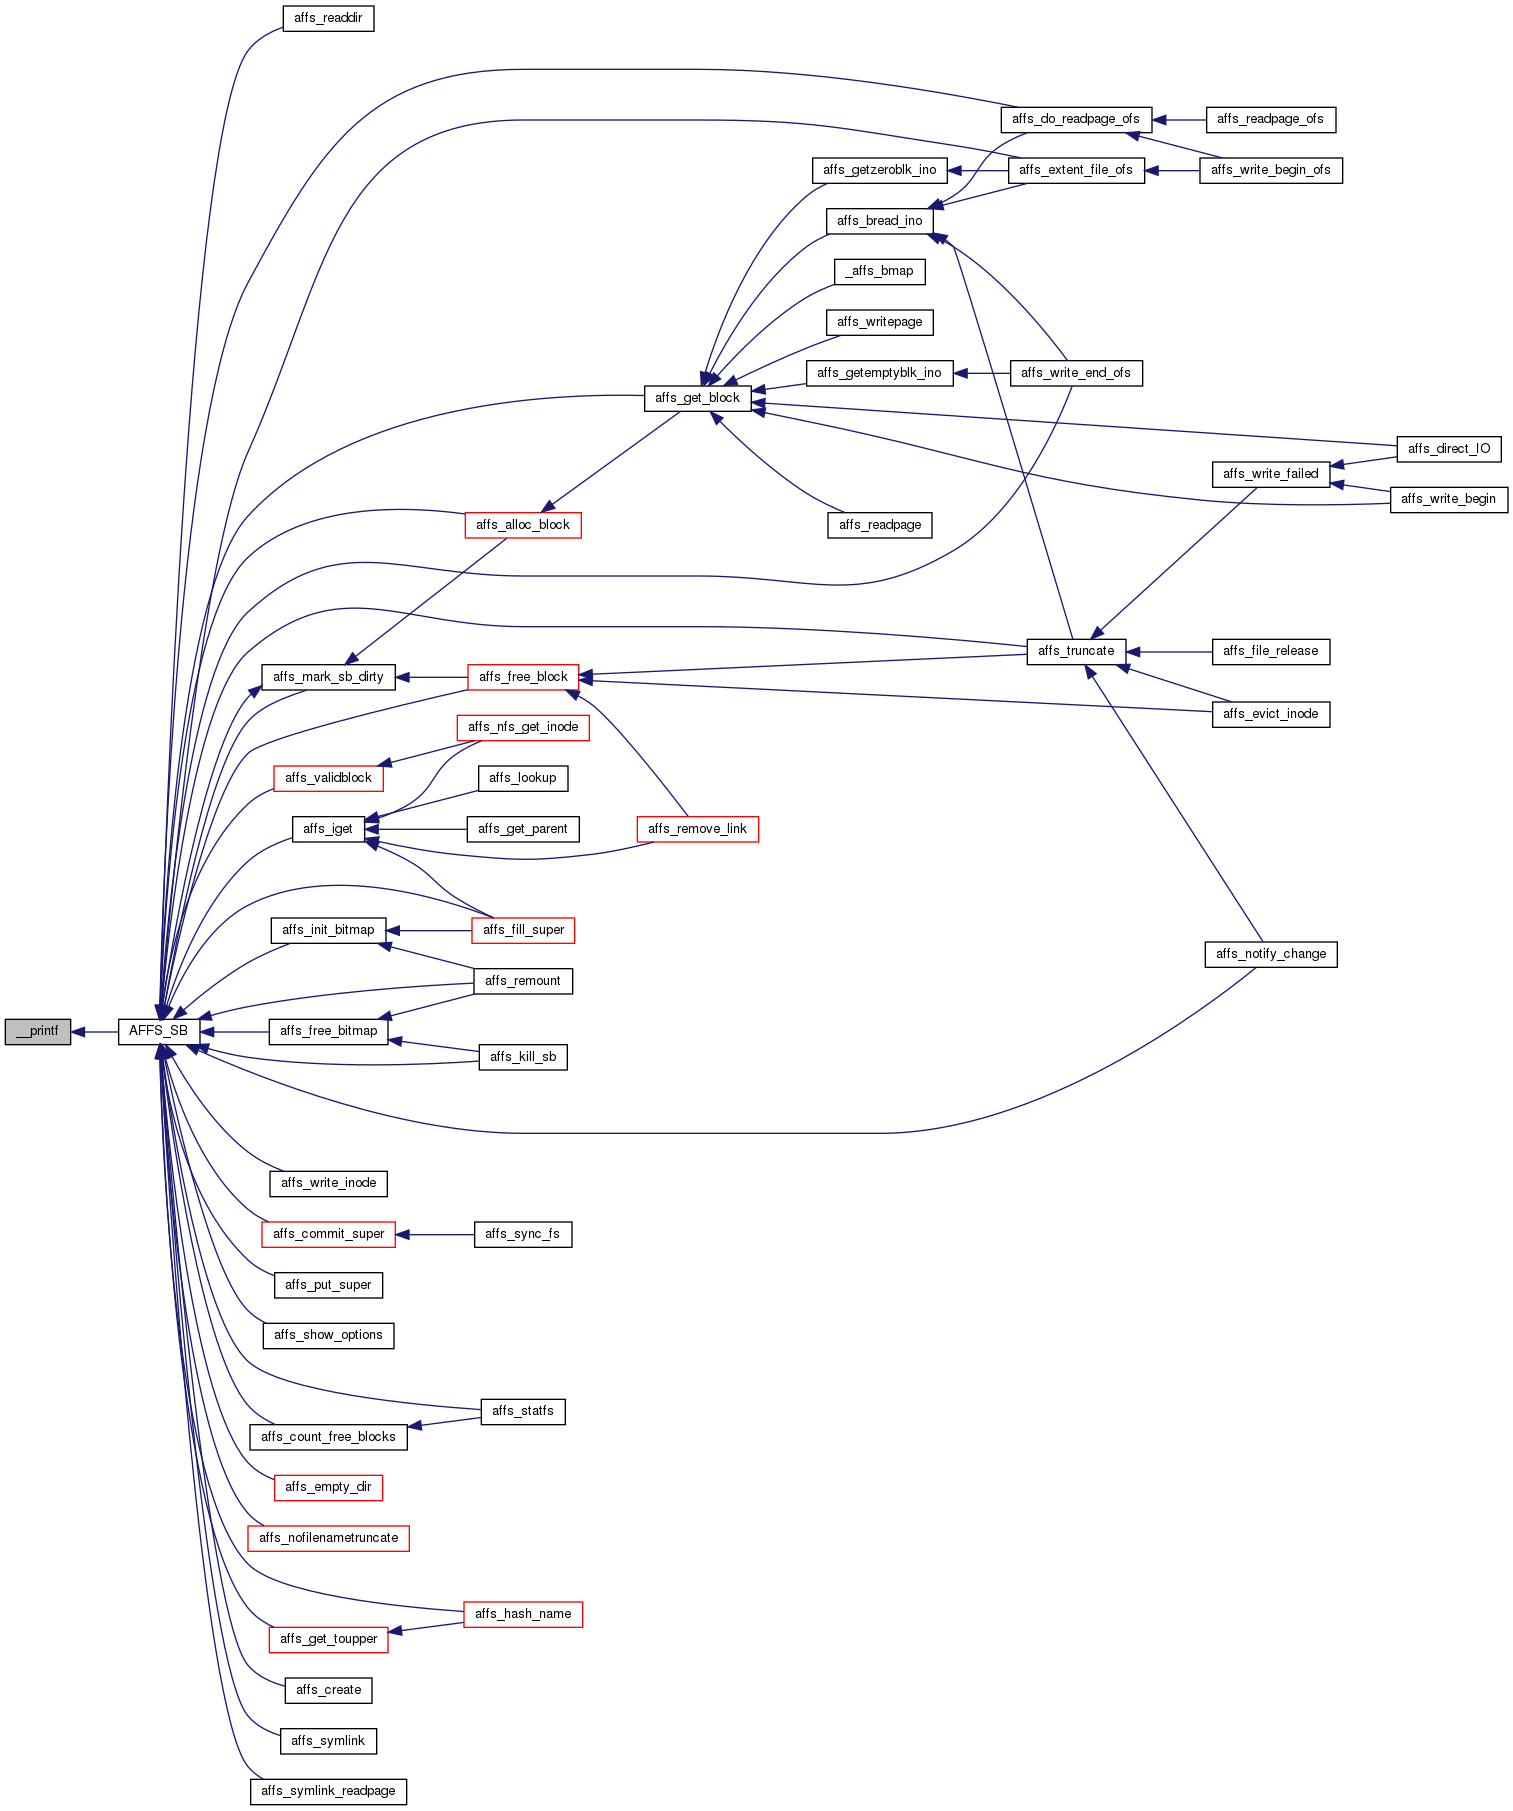 affs_readdir
affs_do_readpage_ofs
affs_readpage_ofs
affs_getzeroblk_ino
affs_extent_file_ofs
affs_write_begin_ofs
affs_bread_ino
_affs_bmap
affs_writepage
affs_getemptyblk_ino
affs_write_end_ofs
affs_get_block
affs_direct_IO
affs_write_failed
affs_write_begin
affs_alloc_block
affs_readpage
affs_truncate
affs_file_release
affs_mark_sb_dirty
affs_free_block
affs_evict_inode
affs_nfs_get_inode
affs_validblock
affs_lookup
affs_iget
affs_get_parent
affs_remove_link
affs_init_bitmap
affs_fill_super
affs_notify_change
affs_remount
__printf
AFFS_SB
affs_free_bitmap
affs_kill_sb
affs_write_inode
affs_commit_super
affs_sync_fs
affs_put_super
affs_show_options
affs_statfs
affs_count_free_blocks
affs_empty_dir
affs_nofilenametruncate
affs_hash_name
affs_get_toupper
affs_create
affs_symlink
affs_symlink_readpage